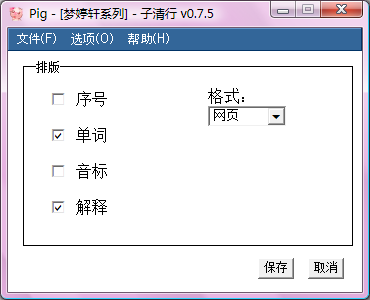 Pig - [梦婷轩系列] - 子清行 v0.7.5
文件(F) 选项(O) 帮助(H)
排版
序号
格式：
网页
单词
音标
解释
保存 取消